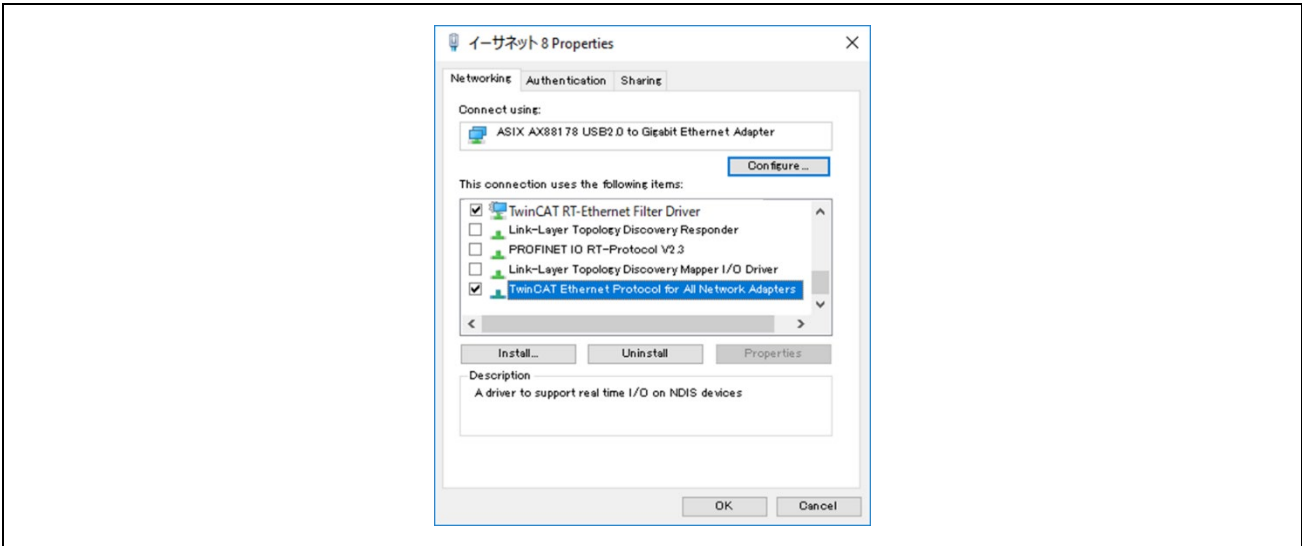 イーサネット 8 Properties
Networking Authentication Sharing
Connect using:
ASIX AX88178 USB2.0 to Gigabit Ethernet Adapter
Configure...
This connection uses the following items:
TwinCAT RT-Ethernet Filter Driver
Link-Layer Topology Discovery Responder
PROFINET IO RT-Protocol V2.3
Link-Layer Topology Discovery Mapper I/O Driver
TwinCAT Ethernet Protocol for All Network Adapters
Install... Uninstall Properties
Description
A driver to support real time I/O on NDIS devices
OK Cancel